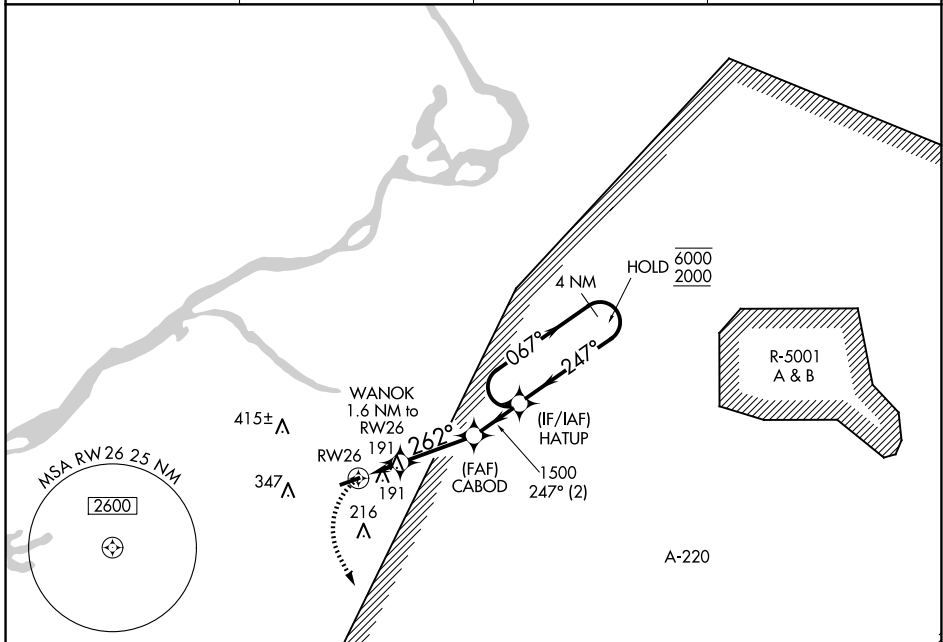 HOLD 6000
2000
4 NM
067°
247°
R-5001
A & B
WANOK
1.6 NM to
RW26
415±
262°
(IF/IAF)
HATUP
191
RW26
(FAF)
CABOD
MSA RW26 25 NM
347
191
1500
247° (2)
2600
216
A-220